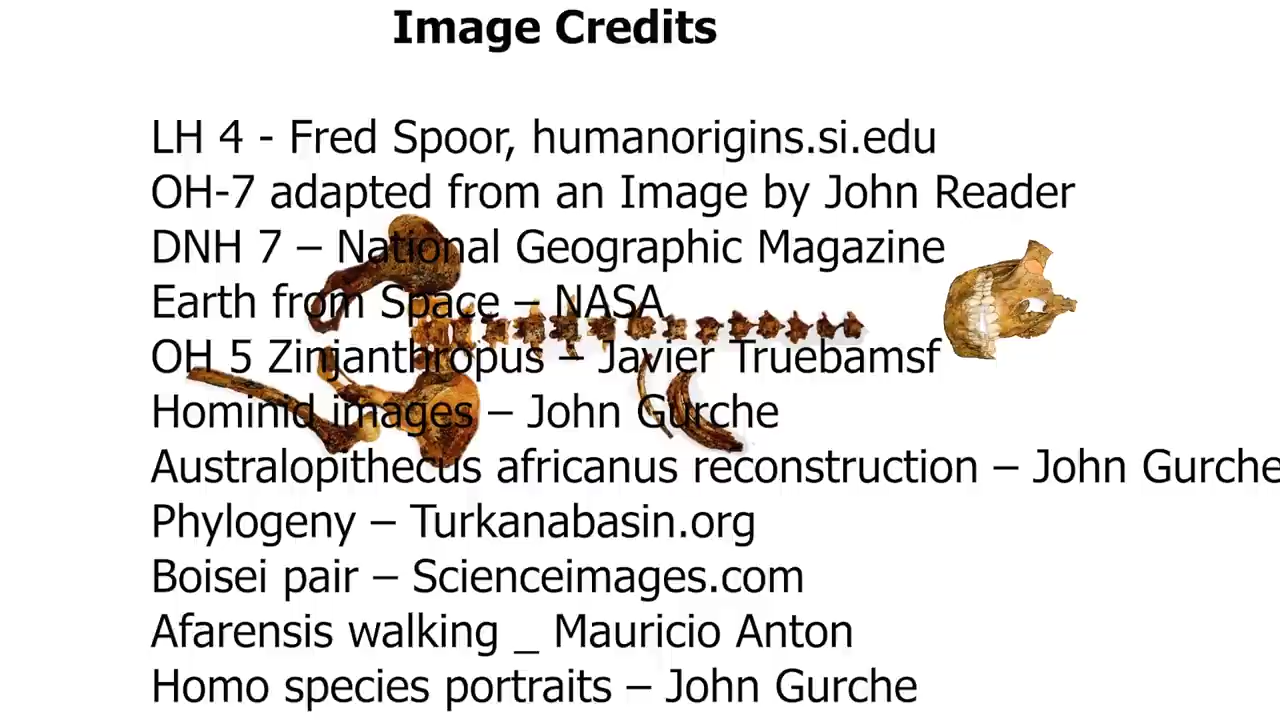 Image Credits
LH 4 - Fred Spoor, humanorigins.si.edu
OH-7 adapted from an Image by John Reader
DNH 7 – National Geographic Magazine
Earth from Space – NASA
OH 5 Zinjanthropus – Javier Truebamsf
Hominid images – John Gurche
Australopithecus africanus reconstruction – John Gurche
Phylogeny – Turkanabasin.org
Boisei pair – Scienceimages.com
Afarensis walking _ Mauricio Anton
Homo species portraits – John Gurche